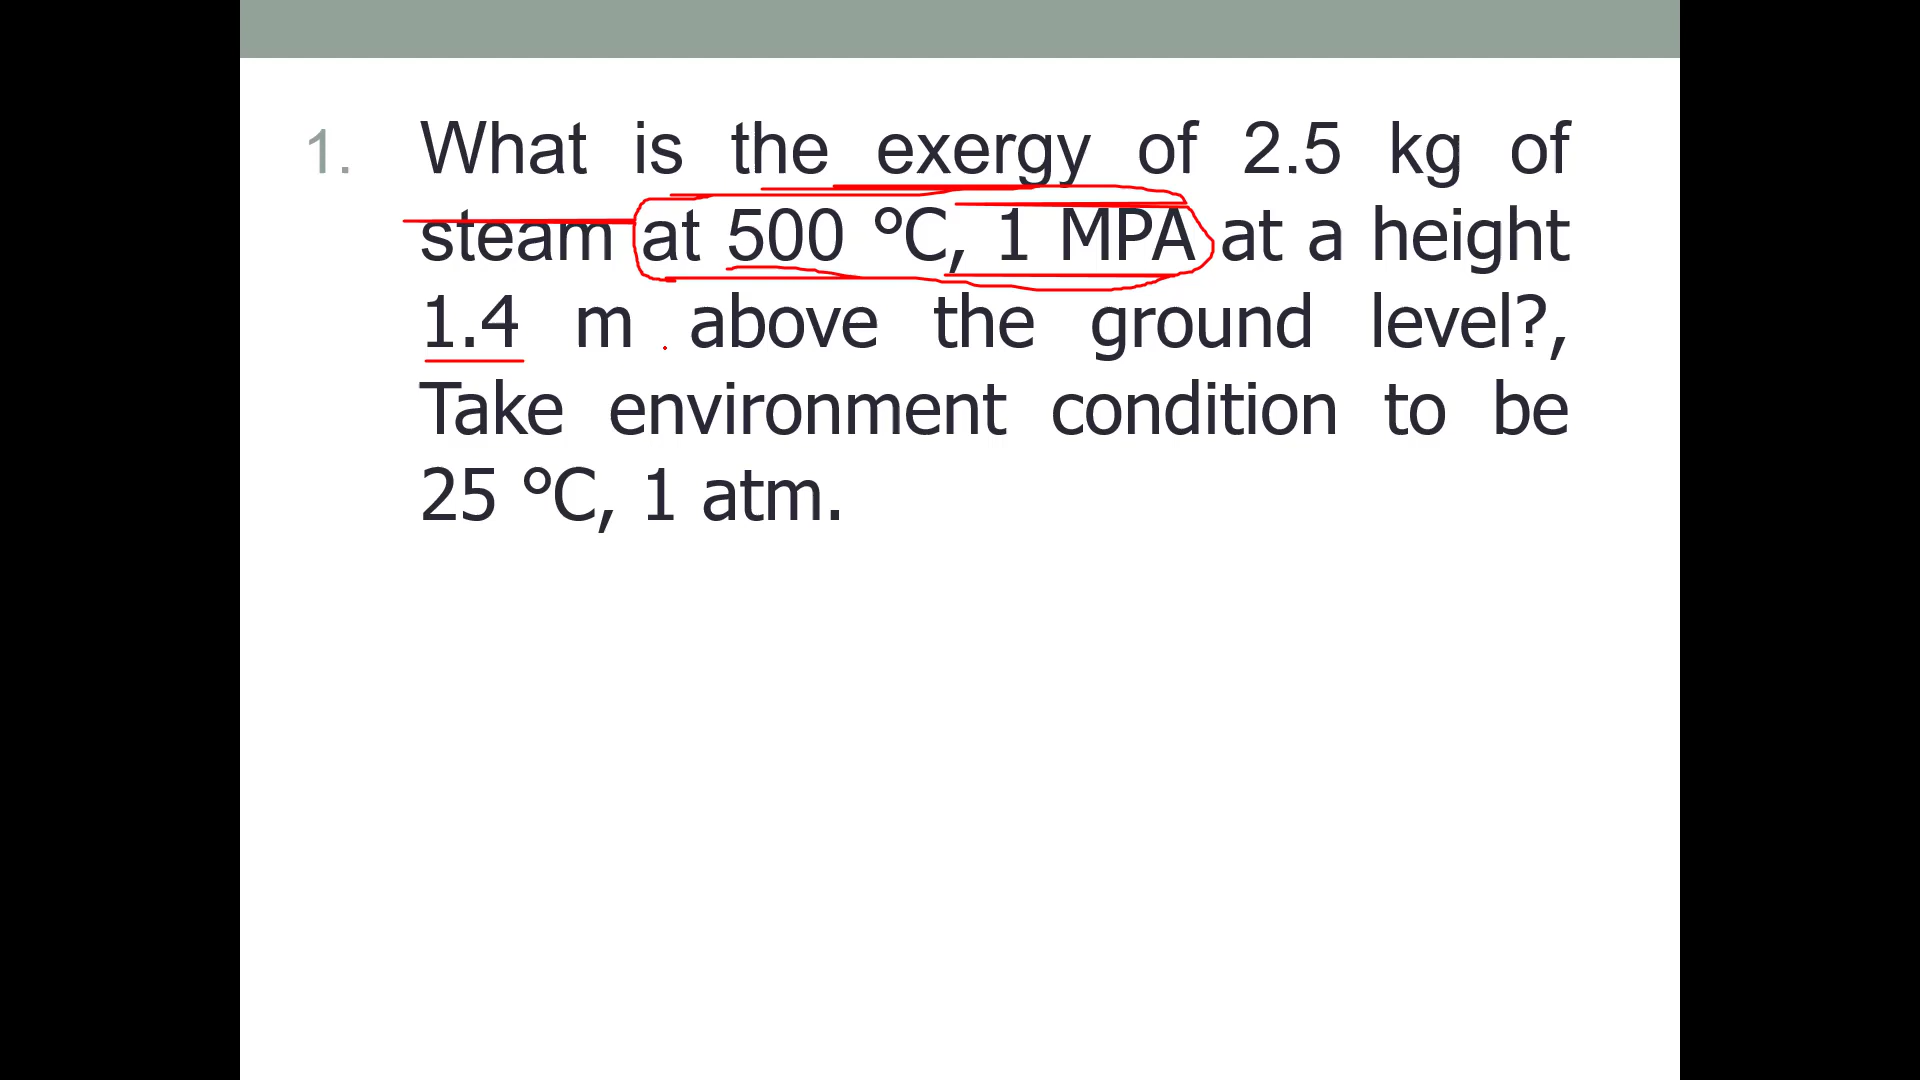 1. What is the exergy of 2.5 kg of
steam at 500 °C, 1 MPA at a height
1.4 m above the ground level?,
Take environment condition to be
25 °C, 1 atm.